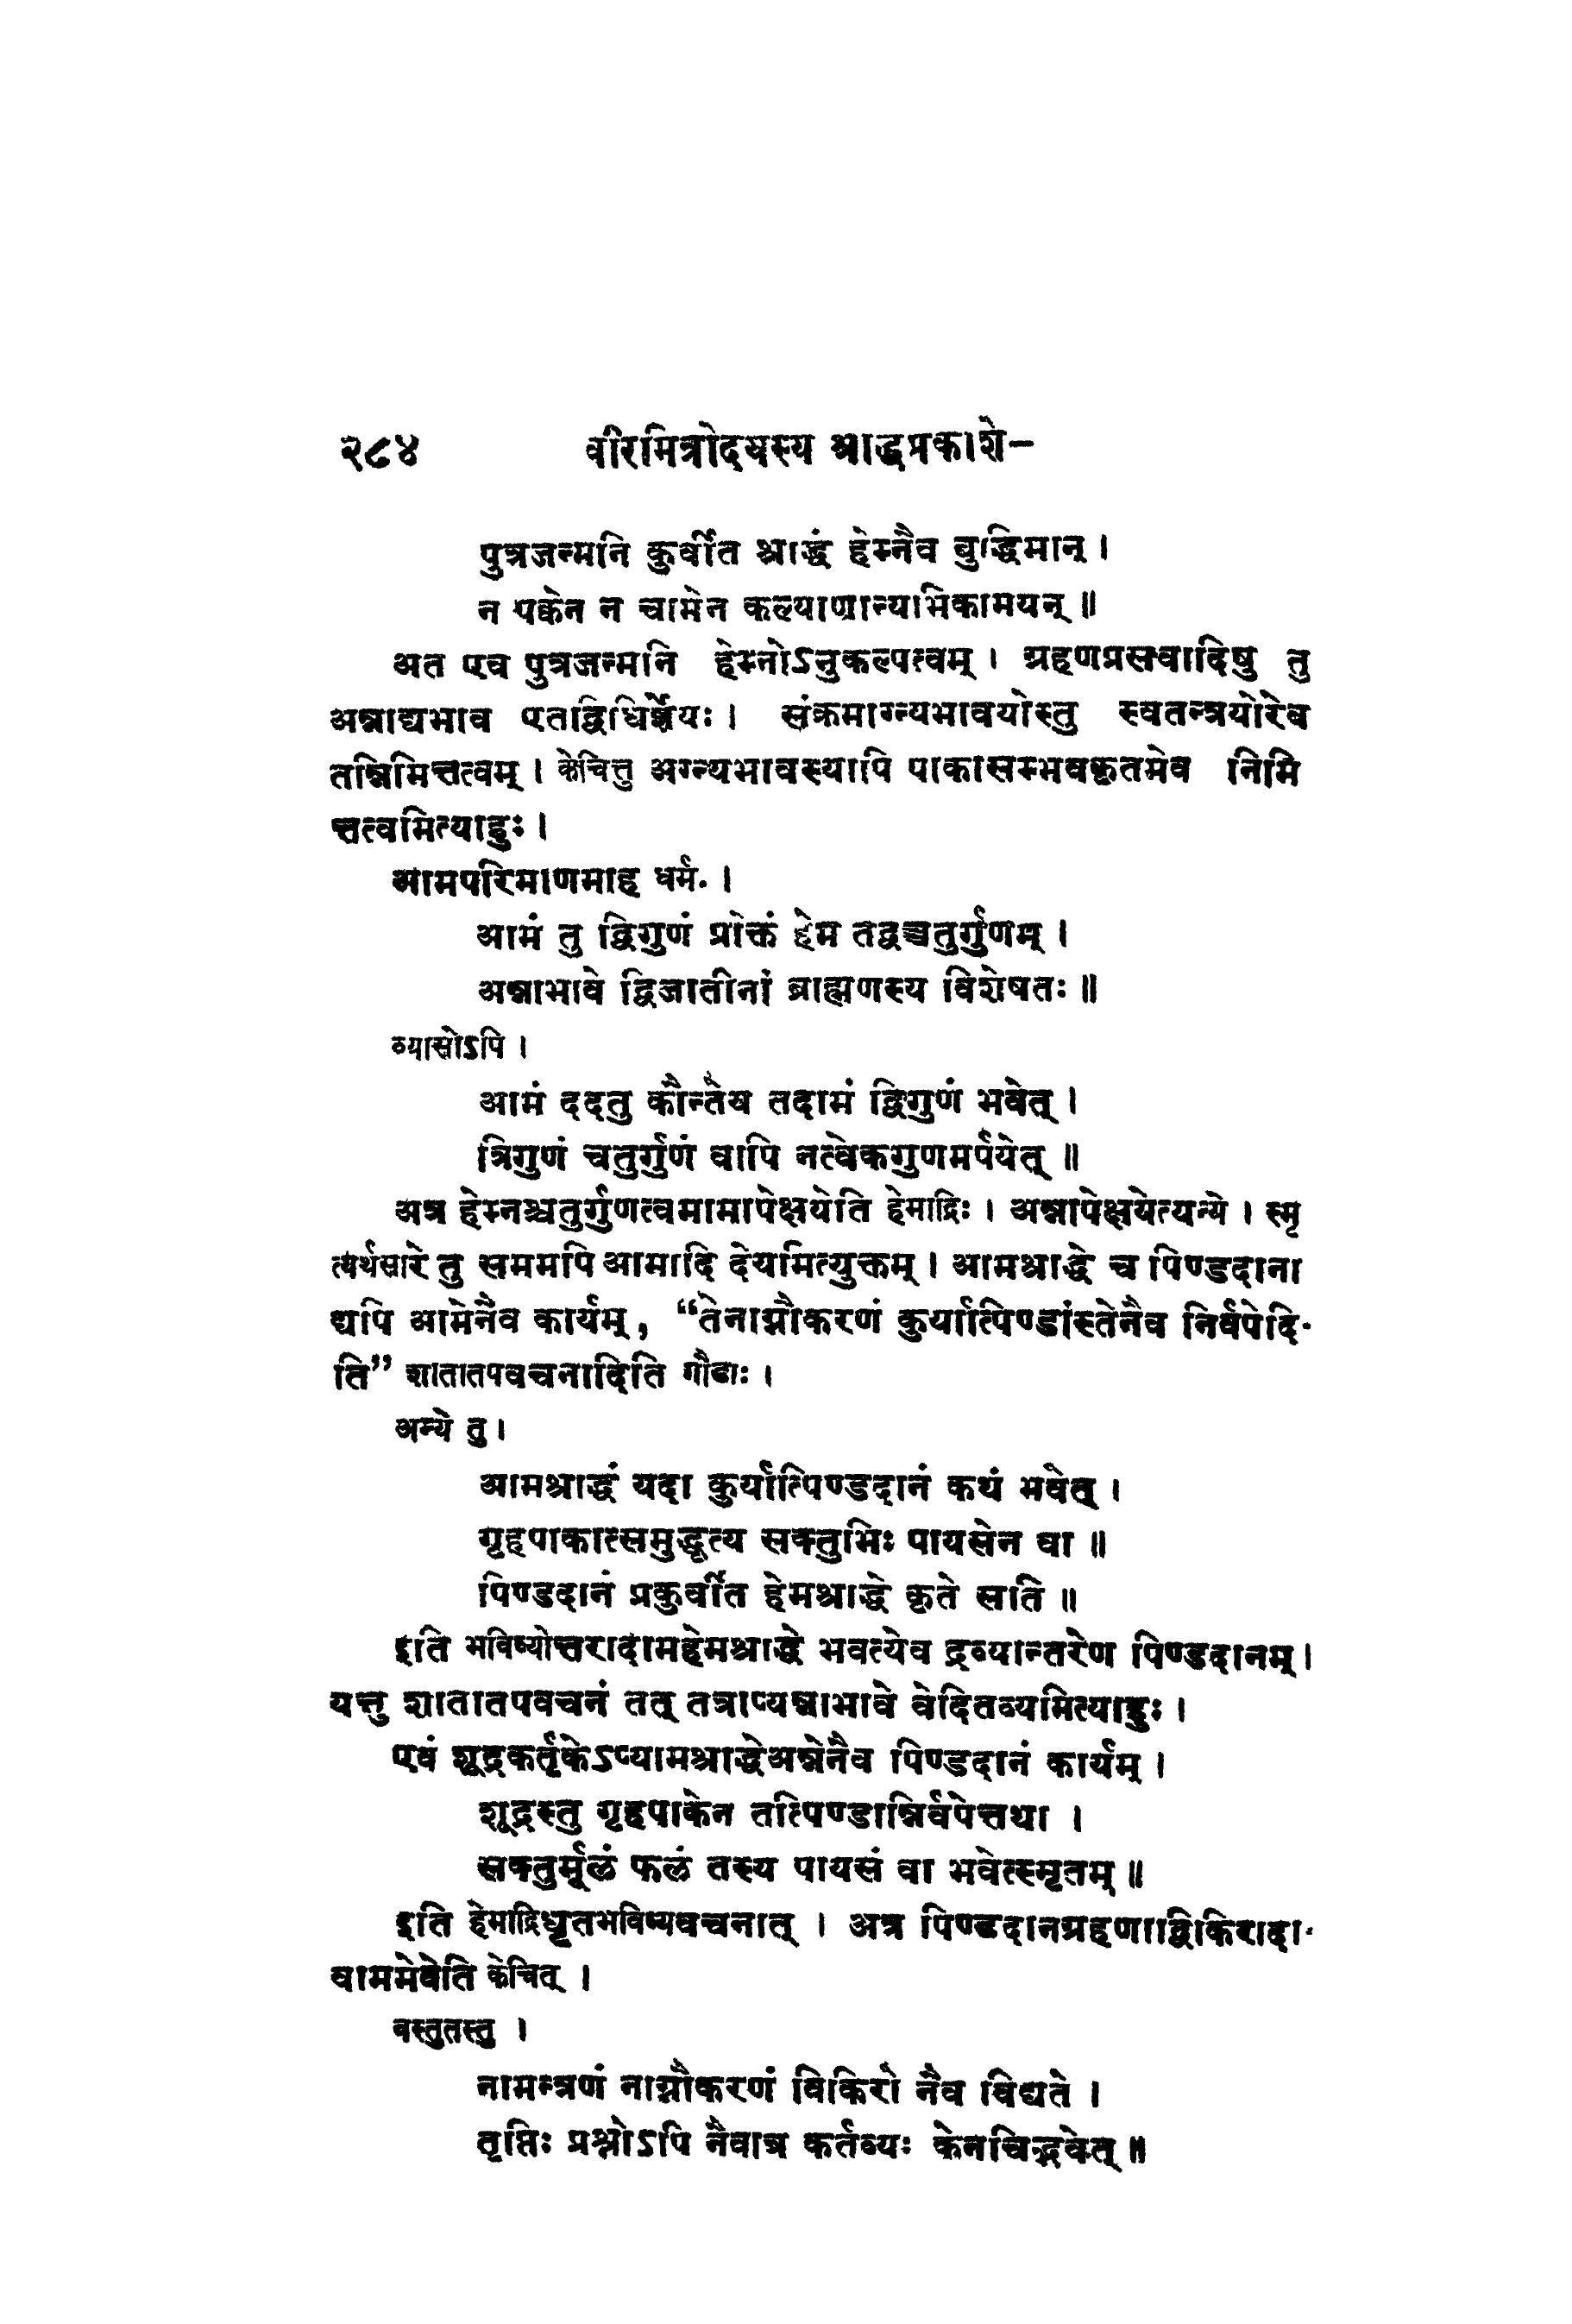 २८४ वीरमित्रोदयस्य श्राद्धप्रकाशे-
पुत्रजन्मनि कुर्वीत श्राद्धं हेम्नैव बुद्धिमान् ।
न पक्वेन न चामेन कल्याणान्यभिकामयन् ॥
अत एव पुत्रजन्मनि हेम्नोऽनुकल्पत्वम् । ग्रहणप्रसवादिषु तु
अन्नाद्यभाव एतद्विधिर्ज्ञेयः । संक्रमाग्न्यभावयोस्तु स्वतन्त्रयोरेव
तन्निमित्तत्वम् । केचित्तु अग्न्यभावस्यापि पाकासम्भवकृतमेव निमि
त्तत्वमित्याहुः ।
आमपरिमाणमाह धर्मः ।
आमं तु द्विगुणं प्रोक्तं हेम तद्वच्चतुर्गुणम् ।
अन्नाभावे द्विजातीनां ब्राह्मणस्य विशेषतः ॥
व्यासोऽपि ।
आमं ददतु कौन्तेय तदामं द्विगुणं भवेत् ।
त्रिगुणं चतुर्गुणं वापि नत्वेकगुणमर्पयेत् ॥
अत्र हेम्नश्चतुर्गुणत्वमामापेक्षयेति हेमाद्रिः । अन्नापेक्षयेत्यन्ये । स्मृ
त्यर्थसारे तु सममपि आमादि देयमित्युक्तम् । आमश्राद्धे च पिण्डदाना
द्यपि आमेनैव कार्यम्, “तेनाग्नौकरणं कुर्यात्पिण्डांस्तेनैव निर्वपेदि-
ति” शातातपवचनादिति गौडाः ।
अन्ये तु ।
आमश्राद्धं यदा कुर्यात्पिण्डदानं कथं भवेत् ।
गृहपाकात्समुद्धृत्य सक्तुभिः पायसेन वा ॥
पिण्डदानं प्रकुर्वीत हेमश्राद्धे कृते सति ॥
इति भविष्योत्तरादामहेमश्राद्धे भवत्येव द्रव्यान्तरेण पिण्डदानम् ।
यत्तु शातातपवचनं तत् तत्राप्यन्नाभावे वेदितव्यमित्याहुः ।
एवं शूद्रकर्तृकेऽप्यामश्राद्धेअन्नेनैव पिण्डदानं कार्यम् ।
शूद्रस्तु गृहपाकेन तत्पिण्डान्निर्वपेत्तथा ।
सक्तुर्मूलं फलं तस्य पायसं वा भवेत्स्मृतम् ॥
इति हेमाद्रिधृतभविष्यवचनात् । अत्र पिण्डदानग्रहणाद्विकिरादा-
वाममेवेति केचित् ।
वस्तुतस्तु ।
नामन्त्रणं नाग्नौकरणं विकिरो नैव विद्यते ।
तृप्तिः प्रश्नोऽपि नैवात्र कर्तव्यः केनचिद्भवेत् ॥